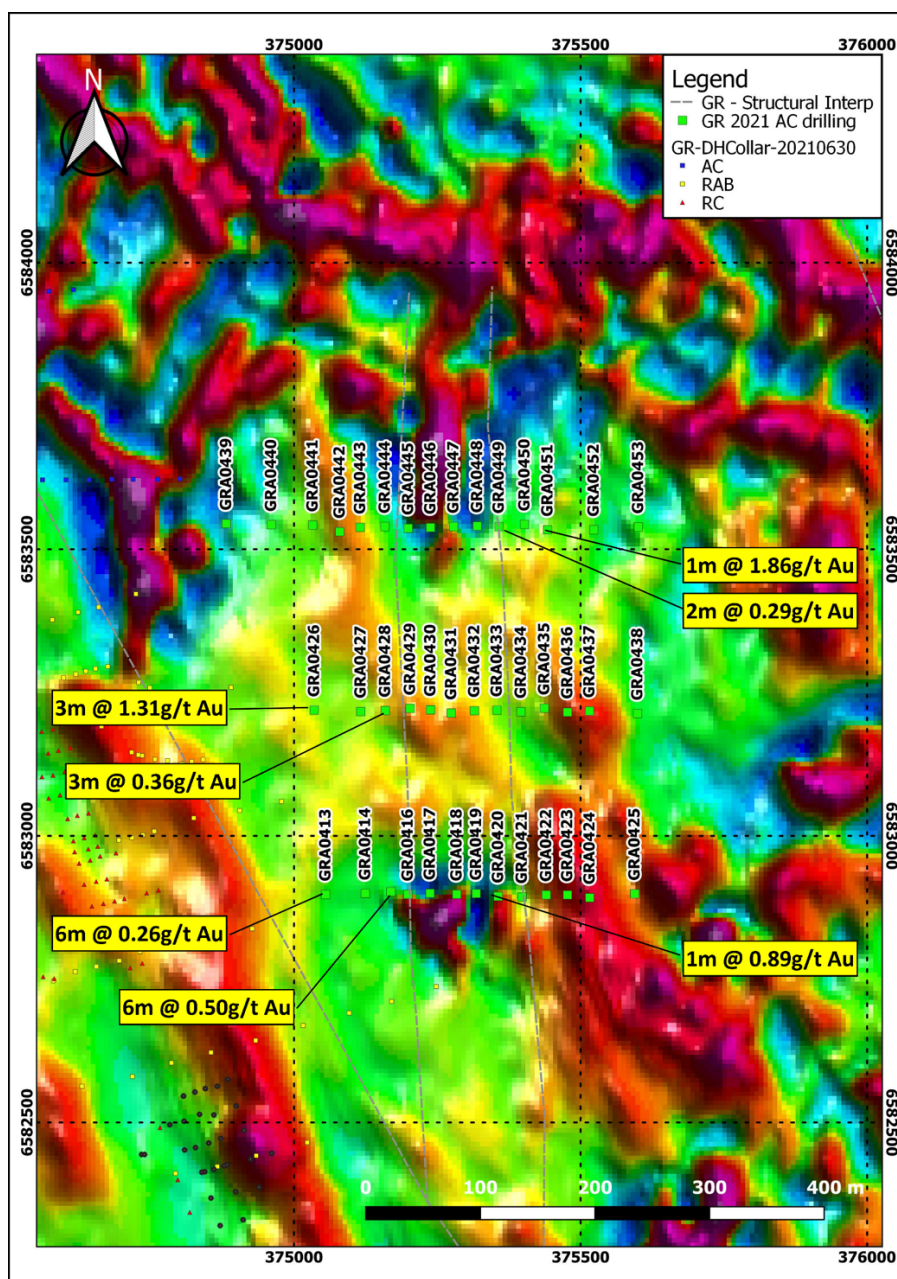 375000
375500
376000
N
Legend
GR - Structural Interp
GR 2021 AC drilling
GR-DHCollar-20210630
AC
RAB
RC
6584000
6584000
GRA0439
GRA0440
GRA0441
GRA0442
GRA0443
GRA0444
GRA0445
GRA0446
GRA0447
GRA0448
GRA0449
GRA0450
GRA0451
GRA0452
GRA0453
6583500
6583500
1m @ 1.86g/t Au
2m @ 0.29g/t Au
GRA0426
GRA0427
GRA0428
GRA0429
GRA0430
GRA0431
GRA0432
GRA0433
GRA0434
GRA0435
GRA0436
GRA0437
GRA0438
3m @ 1.31g/t Au
3m @ 0.36g/t Au
6583000
6583000
GRA0413
GRA0414
GRA0416
GRA0417
GRA0418
GRA0419
GRA0420
GRA0421
GRA0422
GRA0423
GRA0424
GRA0425
6m @ 0.26g/t Au
1m @ 0.89g/t Au
6m @ 0.50g/t Au
6582500
6582500
0 100 200 300 400 m
375000
375500
376000